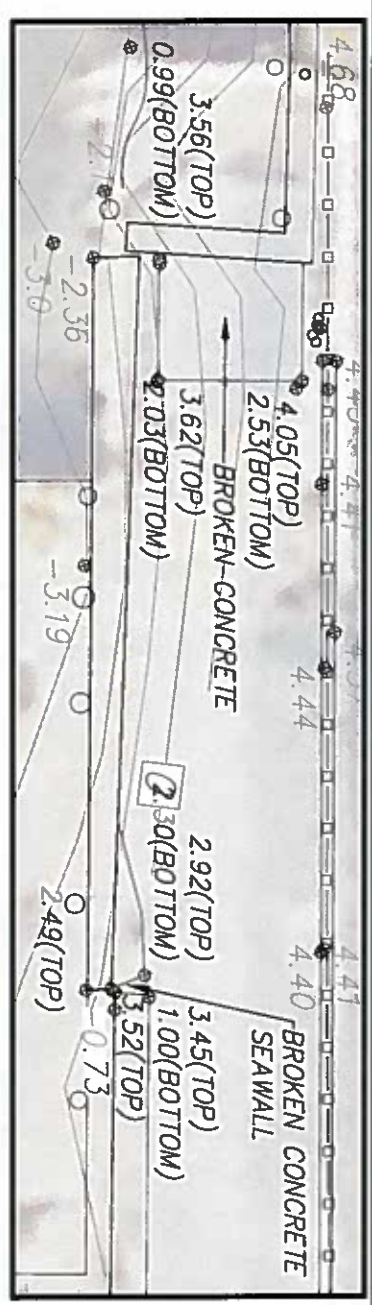 4.68
3.56(TOP)
0.99(BOTTOM)
-2.36
-3.0
4.05(TOP)
2.53(BOTTOM)
3.62(TOP)
2.03(BOTTOM)
BROKEN CONCRETE
-3.19
4.44
2.92(TOP)
2.30(BOTTOM)
2.49(TOP)
4.41
4.40
BROKEN CONCRETE
SEAWALL
3.45(TOP)
1.00(BOTTOM)
3.52(TOP)
-0.73